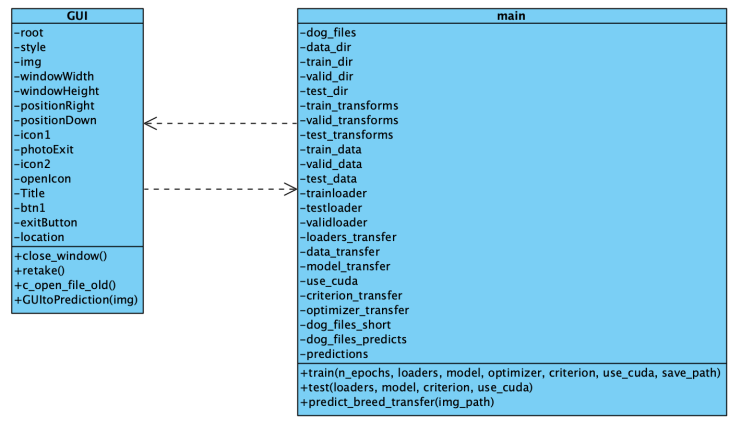 GUI
-root
-style
-img
-windowWidth
-windowHeight
-positionRight
-positionDown
-icon1
-photoExit
-icon2
-openIcon
-Title
-btn1
-exitButton
-location
+close_window()
+retake()
+c_open_file_old()
+GUItoPrediction(img)
main
-dog_files
-data_dir
-train_dir
-valid_dir
-test_dir
-train_transforms
-valid_transforms
-test_transforms
-train_data
-valid_data
-test_data
-trainloader
-testloader
-validloader
-loaders_transfer
-data_transfer
-model_transfer
-use_cuda
-criterion_transfer
-optimizer_transfer
-dog_files_short
-dog_files_predicts
-predictions
+train(n_epochs, loaders, model, optimizer, criterion, use_cuda, save_path)
+test(loaders, model, criterion, use_cuda)
+predict_breed_transfer(img_path)